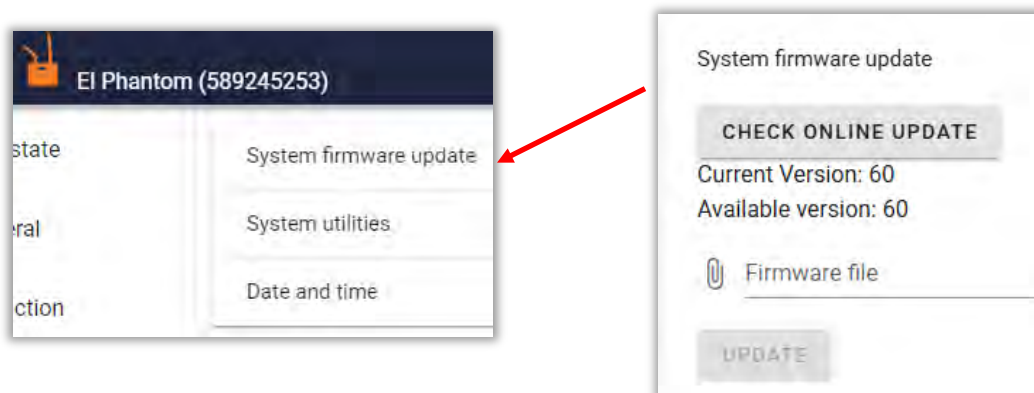 El Phantom (589245253)
state
System firmware update
System utilities
ral
Date and time
ction
System firmware update
CHECK ONLINE UPDATE
Current Version: 60
Available version: 60
Firmware file
UPDATE